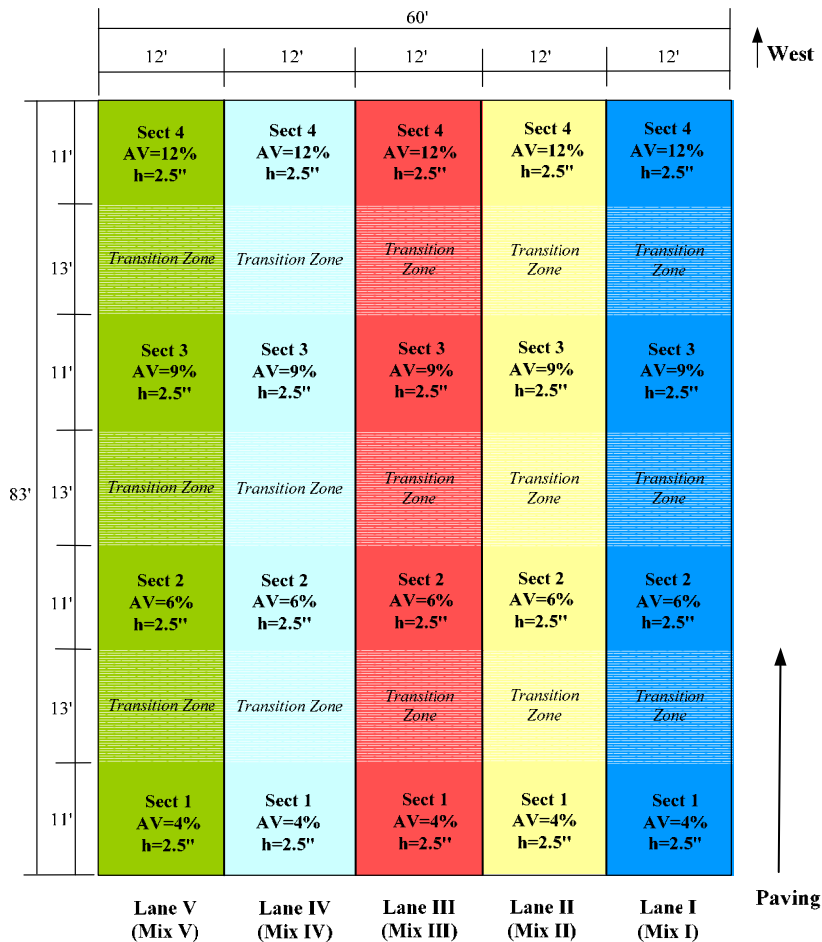 60'
12' 12' 12' 12' 12'
West
11'
Sect 4 Sect 4 Sect 4 Sect 4 Sect 4
AV=12% AV=12% AV=12% AV=12% AV=12%
h=2.5" h=2.5" h=2.5" h=2.5" h=2.5"
13'
Transition Zone
Transition Zone
Transition
Zone
Transition
Zone
Transition
Zone
11'
Sect 3 Sect 3 Sect 3 Sect 3 Sect 3
AV=9% AV=9% AV=9% AV=9% AV=9%
h=2.5" h=2.5" h=2.5" h=2.5" h=2.5"
83'
13'
Transition Zone
Transition Zone
Transition
Zone
Transition
Zone
Transition
Zone
11'
Sect 2 Sect 2 Sect 2 Sect 2 Sect 2
AV=6% AV=6% AV=6% AV=6% AV=6%
h=2.5" h=2.5" h=2.5" h=2.5" h=2.5"
13'
Transition Zone
Transition Zone
Transition
Zone
Transition
Zone
Transition
Zone
11'
Sect 1 Sect 1 Sect 1 Sect 1 Sect 1
AV=4% AV=4% AV=4% AV=4% AV=4%
h=2.5" h=2.5" h=2.5" h=2.5" h=2.5"
Paving
Lane V Lane IV Lane III Lane II Lane I
(Mix V) (Mix IV) (Mix III) (Mix II) (Mix I)